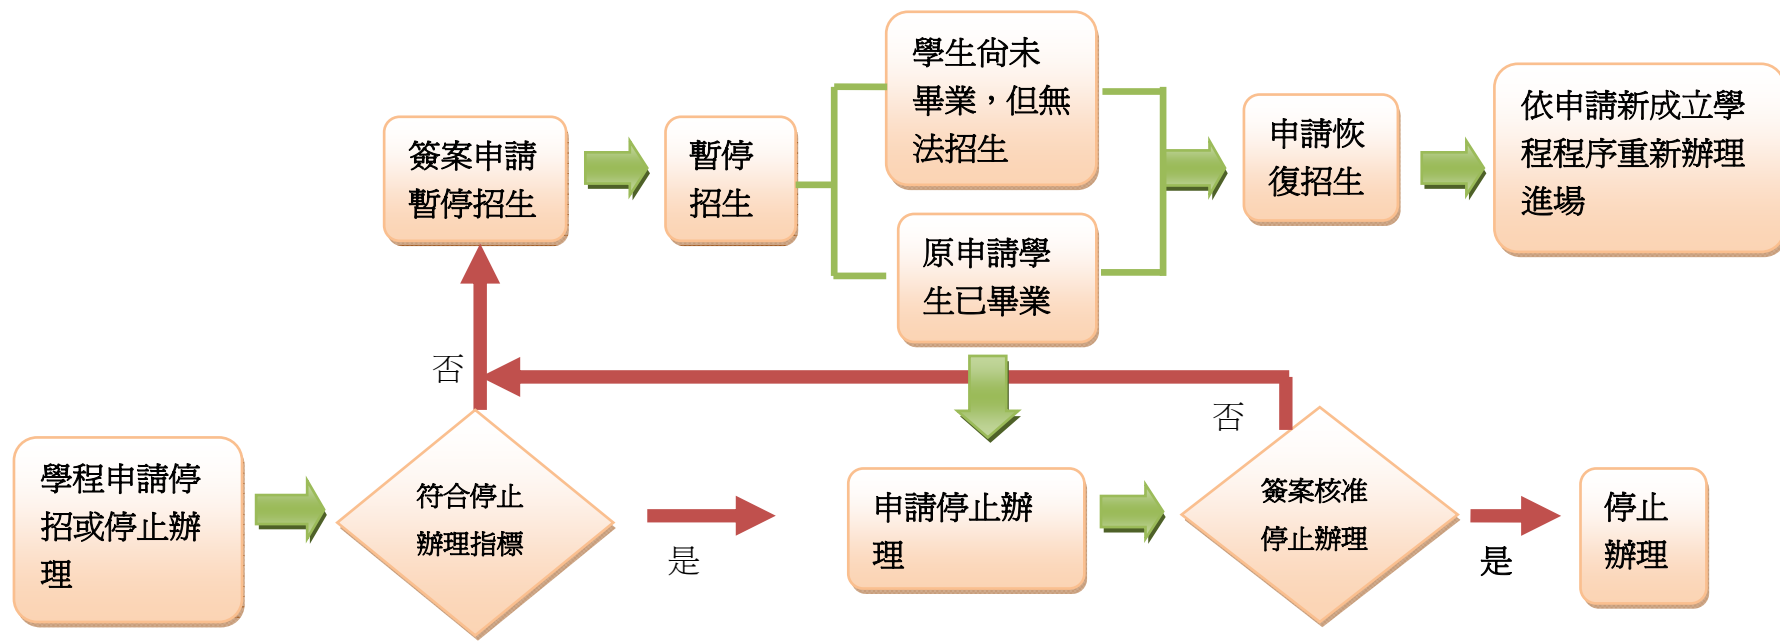 學生尚未
畢業，但無
法招生
簽案申請
暫停招生
暫停
招生
原申請學
生已畢業
申請恢
復招生
依申請新成立學
程程序重新辦理
進場
否
否
學程申請停
招或停止辦
理
符合停止
辦理指標
是
申請停止辦
理
簽案核准
停止辦理
是
停止
辦理